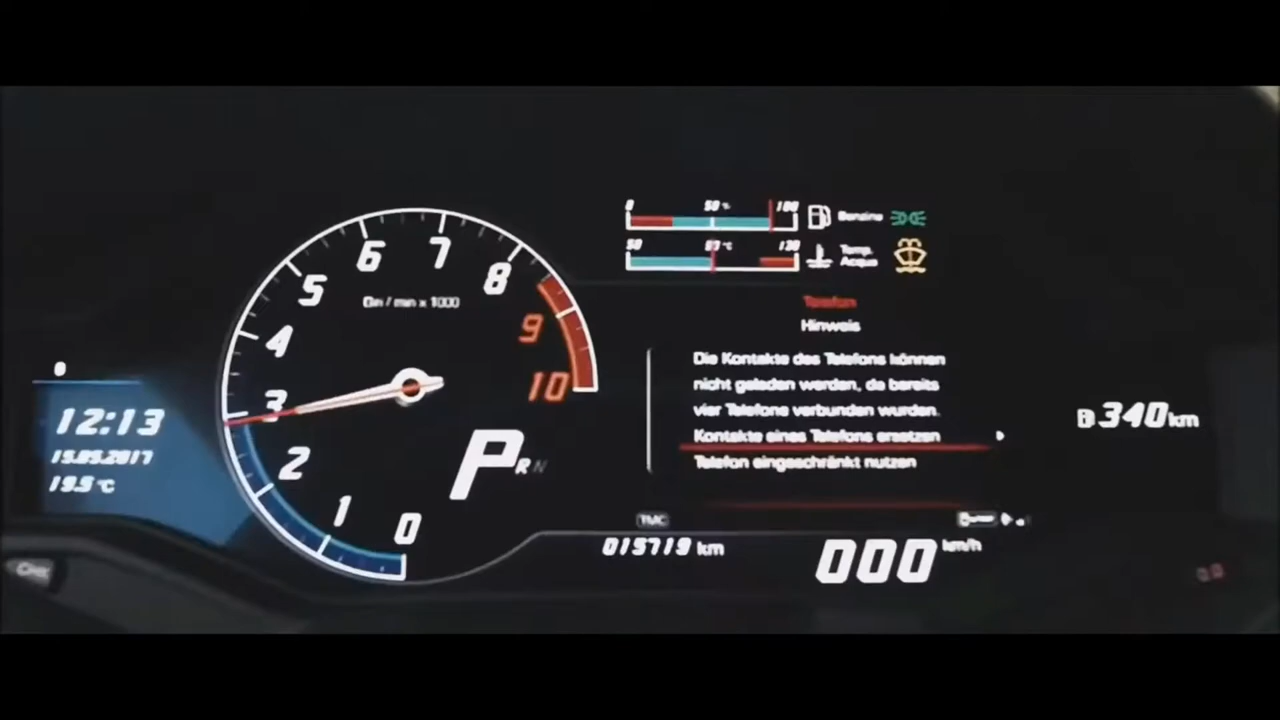 0 50 % 100
Benzina
50 °C 130
Temp.
Acqua
6 7
8
5
Giri / min x 1000
9
4
10
3
2
1
0
P R N
12:13
15.05.2017
19.5 °C
Telefon
Hinweis
Die Kontakte des Telefons können
nicht geladen werden, da bereits
vier Telefone verbunden wurden.
Kontakte eines Telefons ersetzen
Telefon eingeschränkt nutzen
340 km
TMC
015719 km
000 km/h